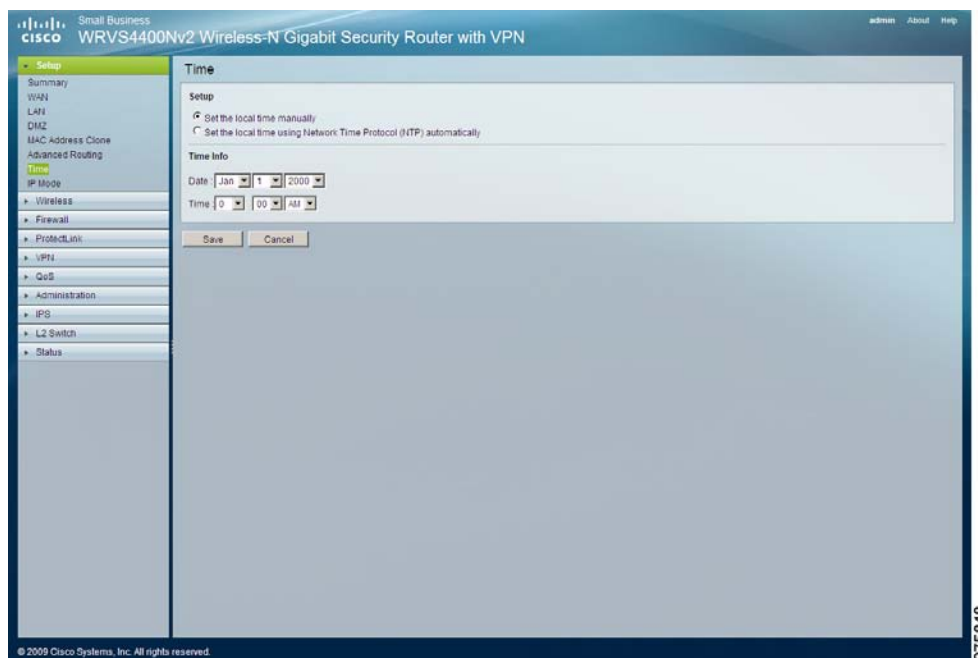 Small Business
CISCO WRVS4400Nv2 Wireless-N Gigabit Security Router with VPN
admin About Help
Setup
Summary
WAN
LAN
DMZ
MAC Address Clone
Advanced Routing
Time
IP Mode
Wireless
Firewall
ProtectLink
VPN
QoS
Administration
IPS
L2 Switch
Status
Time
Setup
Set the local time manually
Set the local time using Network Time Protocol (NTP) automatically
Time Info
Date : Jan 1 2000
Time : 0 00 AM
Save Cancel
© 2009 Cisco Systems, Inc. All rights reserved.